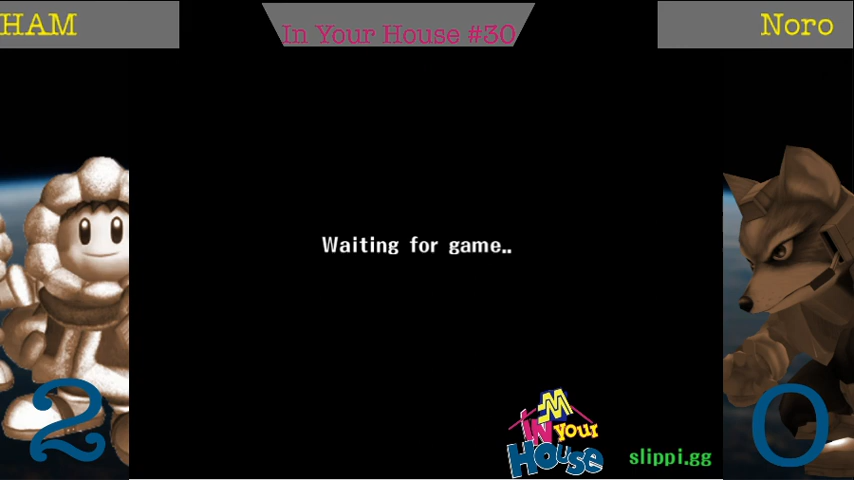 HAM
In Your House #30
Noro
Waiting for game..
2
0
M
IN your
House
slippi.gg